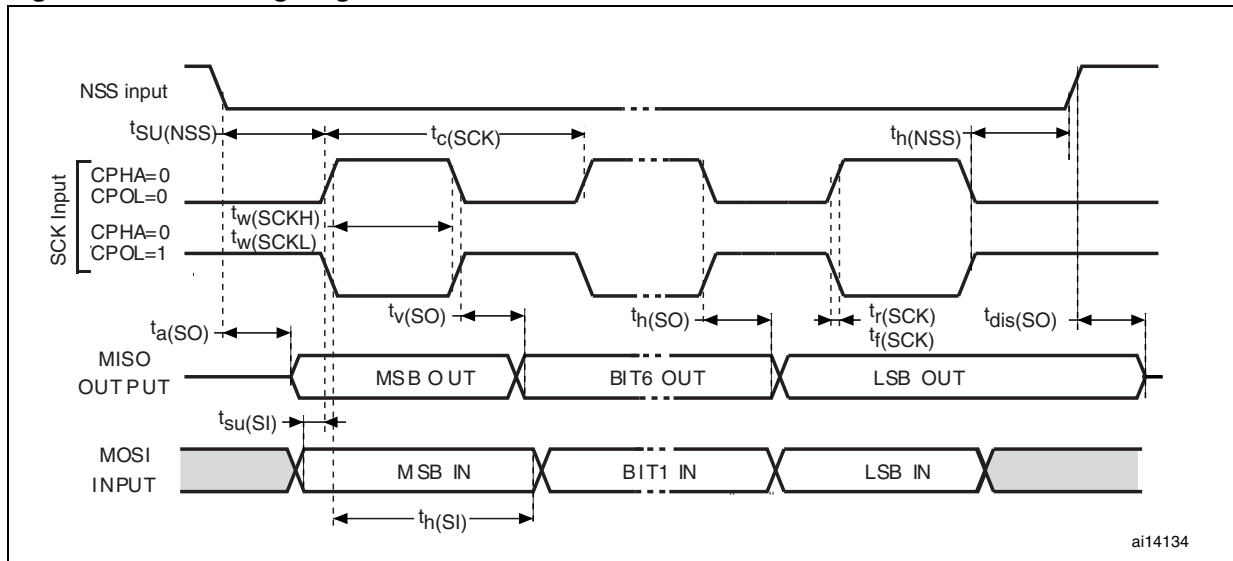 NSS input
tSU(NSS)
tc(SCK)
th(NSS)
SCK Input
CPHA=0
CPOL=0
tw(SCKH)
CPHA=0
tw(SCKL)
CPOL=1
tv(SO)
ta(SO)
th(SO)
tr(SCK)
tf(SCK)
tdis(SO)
MISO
OUTPUT
MSB OUT
BIT6 OUT
LSB OUT
tsu(SI)
MOSI
INPUT
MSB IN
BIT1 IN
LSB IN
th(SI)
ai14134